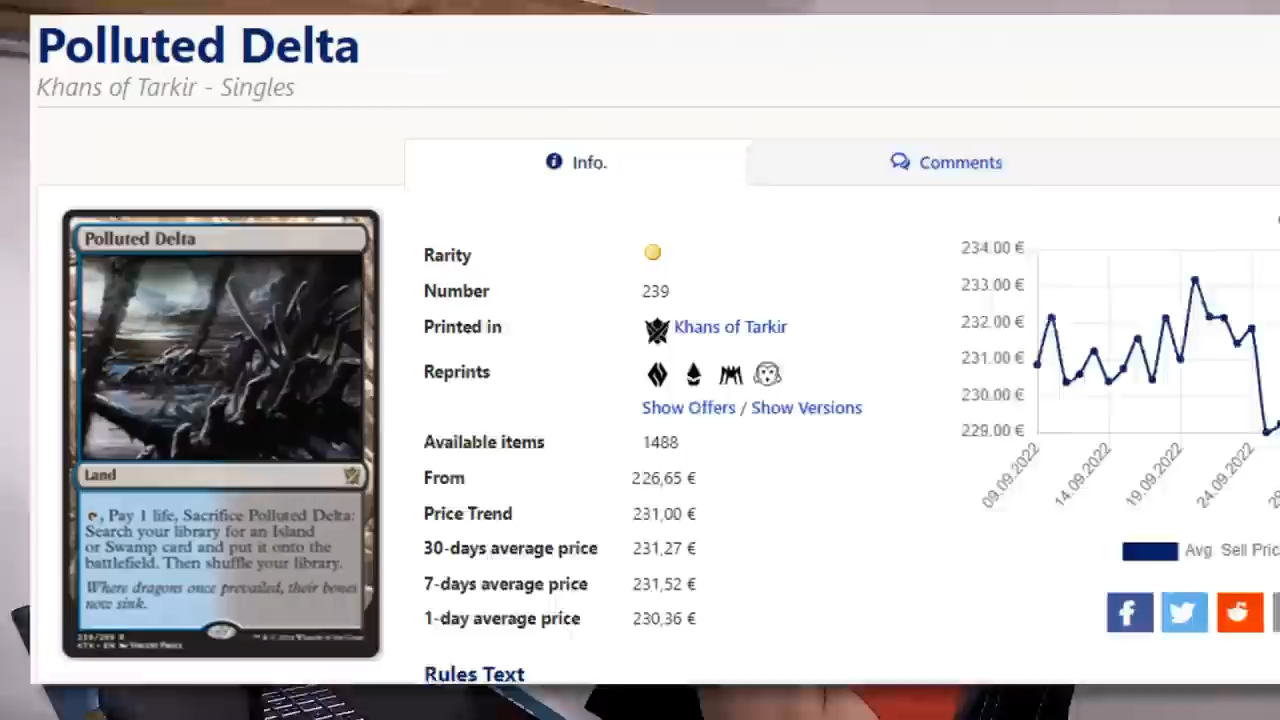 Polluted Delta
Khans of Tarkir - Singles
Info.
Comments
Polluted Delta
Land
, Pay 1 life, Sacrifice Polluted Delta:
Search your library for an Island
or Swamp card and put it onto the
battlefield. Then shuffle your library.
Where dragons once prevailed, their bones
now sink.
Rarity
Number 239
Printed in Khans of Tarkir
Reprints
Show Offers / Show Versions
Available items 1488
From 226,65 €
Price Trend 231,00 €
30-days average price 231,27 €
7-days average price 231,52 €
1-day average price 230,36 €
Rules Text
234.00 €
233.00 €
232.00 €
231.00 €
230.00 €
229.00 €
09.09.2022
14.09.2022
19.09.2022
24.09.2022
Avg. Sell Pric